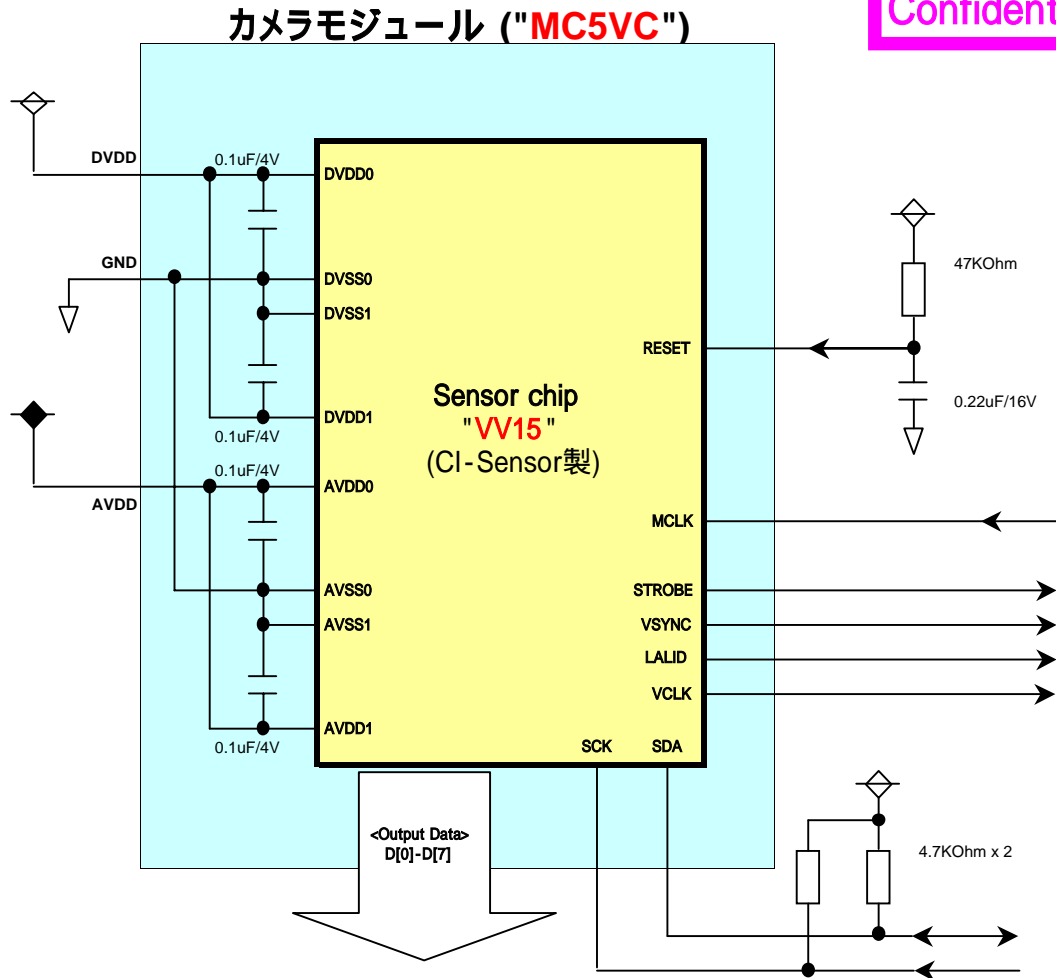 カメラモジュール ("MC5VC")
Confident
DVDD
0.1uF/4V
DVDD0
GND
DVSS0
DVSS1
47KOhm
RESET
Sensor chip
"VV15"
(CI-Sensor製)
0.22uF/16V
DVDD1
0.1uF/4V
0.1uF/4V
AVDD0
AVDD
MCLK
AVSS0
STROBE
AVSS1
VSYNC
LALID
VCLK
AVDD1
0.1uF/4V
SCK
SDA
<Output Data>
D[0]-D[7]
4.7KOhm x 2